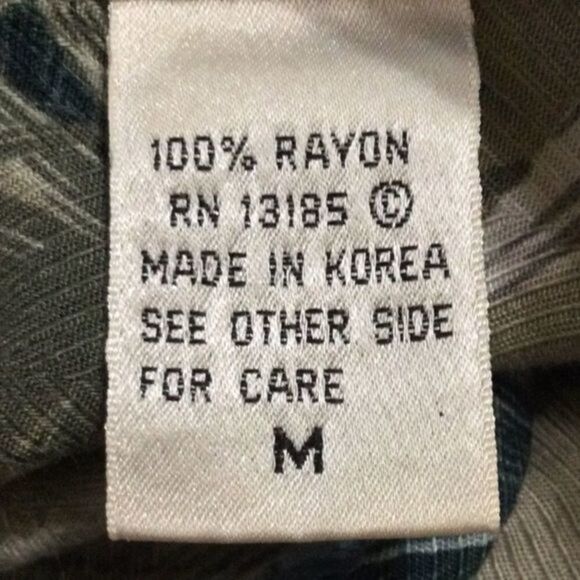 100% RAYON
RN 13185 ©
MADE IN KOREA
SEE OTHER SIDE
FOR CARE
M